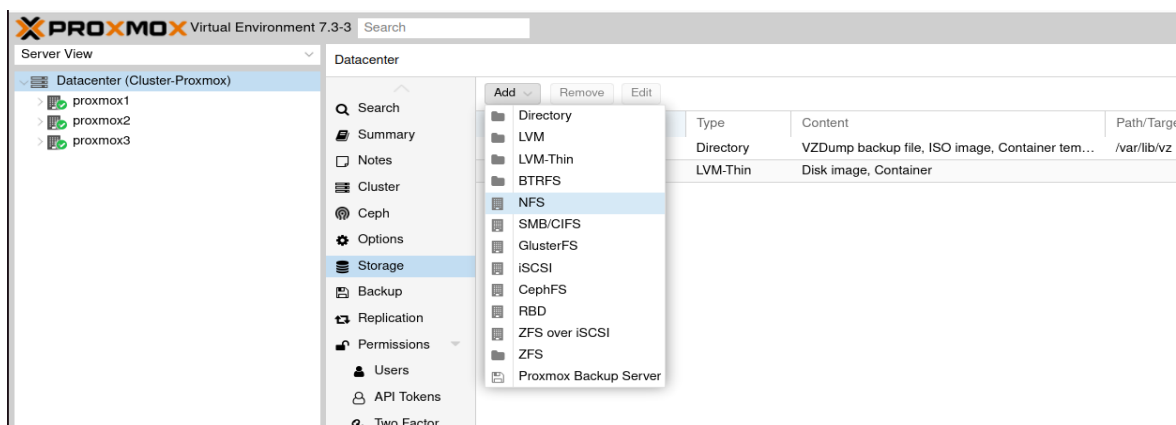 PROXMOX Virtual Environment 7.3-3 Search
Server View
Datacenter (Cluster-Proxmox)
proxmox1
proxmox2
proxmox3
Datacenter
Search
Summary
Notes
Cluster
Ceph
Options
Storage
Backup
Replication
Permissions
Users
API Tokens
Two Factor
Add Remove Edit
Directory
LVM
LVM-Thin
BTRFS
NFS
SMB/CIFS
GlusterFS
iSCSI
CephFS
RBD
ZFS over iSCSI
ZFS
Proxmox Backup Server
Type Content Path/Targe
Directory VZDump backup file, ISO image, Container tem... /var/lib/vz
LVM-Thin Disk image, Container